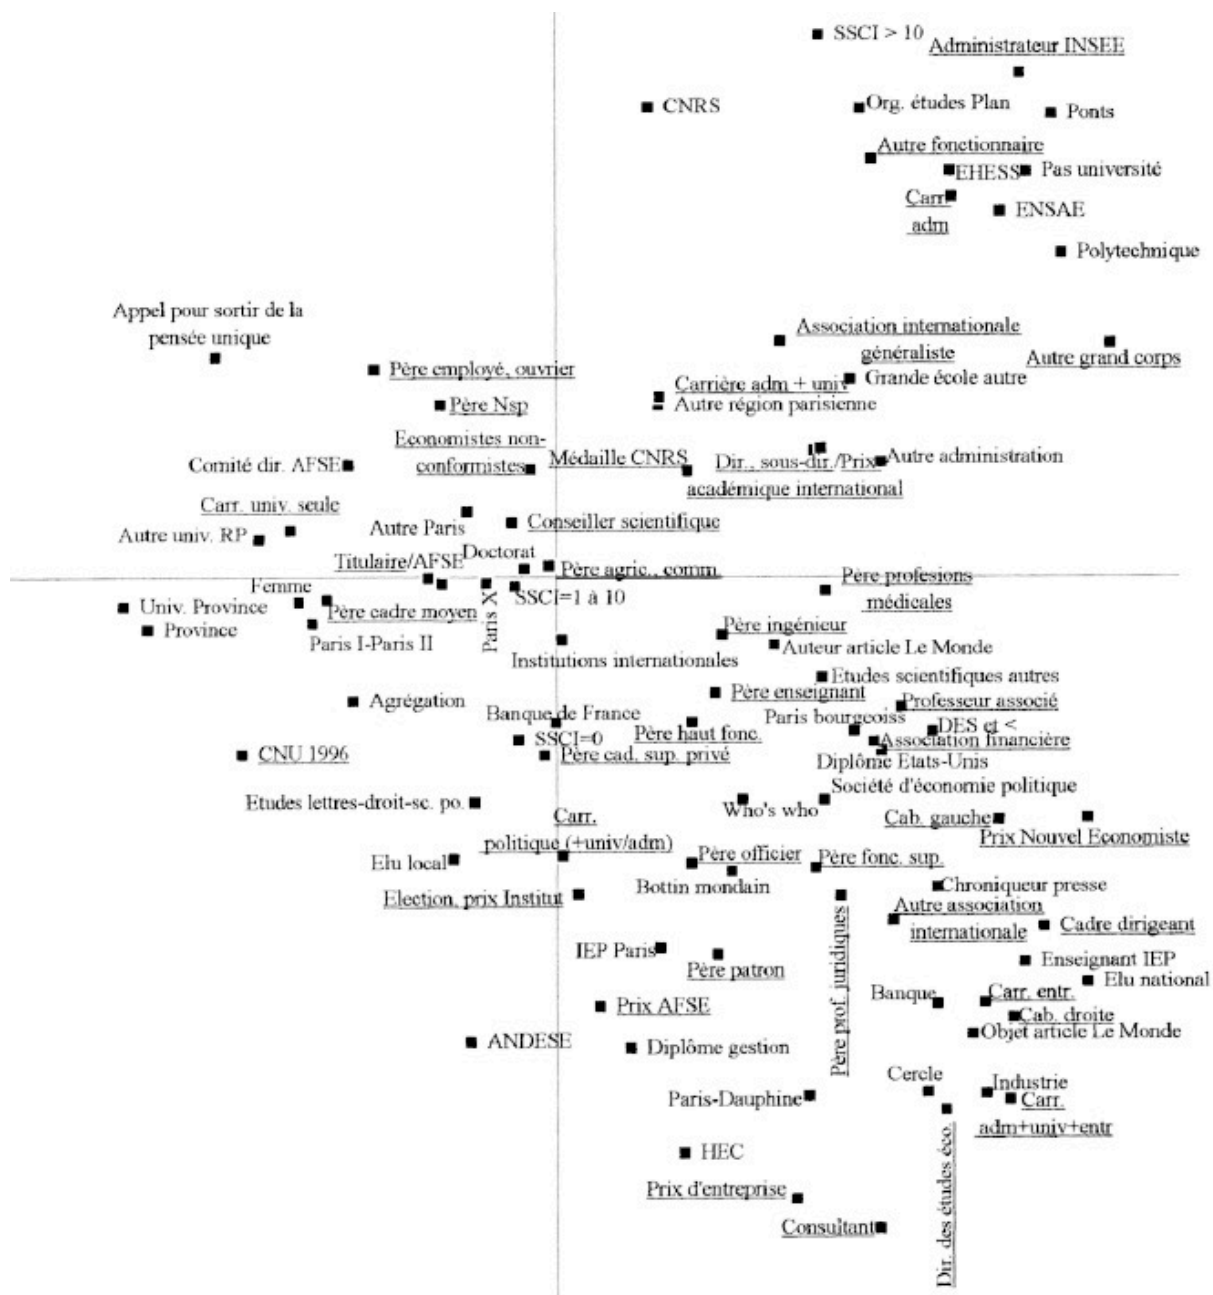 SSCI > 10
Administrateur INSEE
CNRS
Org. études Plan
Ponts
Autre fonctionnaire
EHESS
Pas université
Carr.
adm
ENSAE
Polytechnique
Appel pour sortir de la
pensée unique
Association internationale
généraliste
Autre grand corps
Père employé, ouvrier
Grande école autre
Carrière adm + univ
Père Nsp
Autre région parisienne
Economistes non-
conformistes
Médaille CNRS
Dir., sous-dir./Prix
académique international
Autre administration
Comité dir. AFSE
Carr. univ. seule
Autre Paris
Conseiller scientifique
Autre univ. RP
Doctorat
Titulaire/AFSE
Père agric., comm.
Père profesions
médicales
Femme
SSCI=1 à 10
Univ. Province
Père cadre moyen
Paris X
Province
Paris I-Paris II
Père ingénieur
Auteur article Le Monde
Institutions internationales
Etudes scientifiques autres
Père enseignant
Professeur associé
Agrégation
Banque de France
Paris bourgeoiss
DES et <
SSCI=0
Père haut fonc.
Association financière
CNU 1996
Père cad. sup. privé
Diplôme Etats-Unis
Société d'économie politique
Etudes lettres-droit-sc. po.
Who's who
Carr.
politique (+univ/adm)
Cab. gauche
Prix Nouvel Economiste
Elu local
Père officier
Père fonc. sup.
Bottin mondain
Chroniqueur presse
Election, prix Institut
Autre association
internationale
Cadre dirigeant
IEP Paris
Père patron
Père prof. juridiques
Enseignant IEP
Elu national
Banque
Carr. entr.
Prix AFSE
Cab. droite
Objet article Le Monde
ANDESE
Diplôme gestion
Cercle
Industrie
Paris-Dauphine
Carr.
adm+univ+entr
HEC
Dir. des études éco.
Prix d'entreprise
Consultant